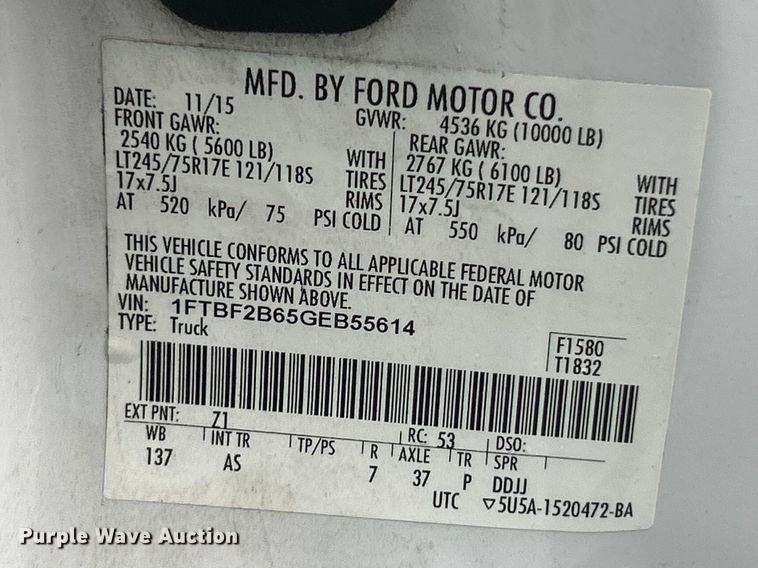 MFD. BY FORD MOTOR CO.
DATE: 11/15 GVWR: 4536 KG (10000 LB)
FRONT GAWR: REAR GAWR:
2540 KG ( 5600 LB) WITH 2767 KG ( 6100 LB) WITH
LT245/75R17E 121/118S TIRES LT245/75R17E 121/118S TIRES
17x7.5J RIMS 17x7.5J RIMS
AT 520 kPa/ 75 PSI COLD AT 550 kPa/ 80 PSI COLD
THIS VEHICLE CONFORMS TO ALL APPLICABLE FEDERAL MOTOR
VEHICLE SAFETY STANDARDS IN EFFECT ON THE DATE OF
MANUFACTURE SHOWN ABOVE.
VIN: 1FTBF2B65GEB55614
TYPE: Truck
F1580
T1832
EXT PNT: Z1 RC: 53 DSO:
WB INT TR TP/PS R AXLE TR SPR
137 AS 7 37 P DDJJ
UTC ▽5U5A-1520472-BA
Purple Wave Auction